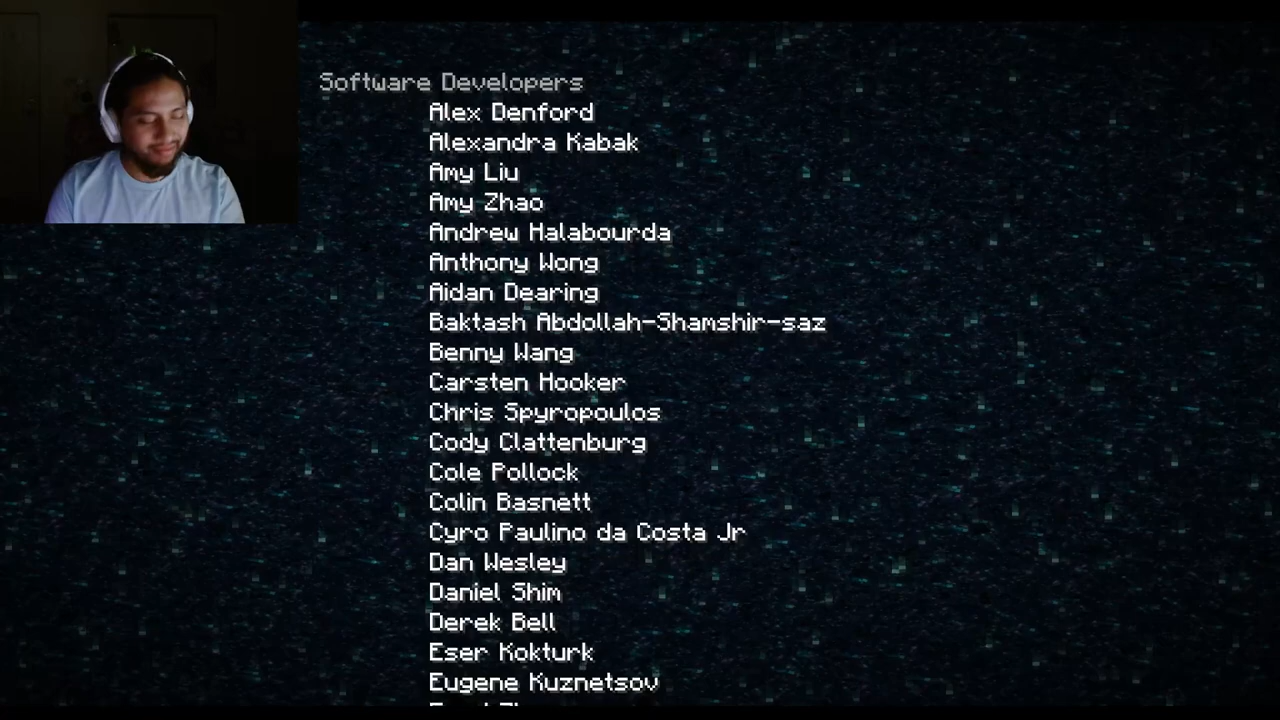 Software Developers
Alex Denford
Alexandra Kabak
Amy Liu
Amy Zhao
Andrew Halabourda
Anthony Wong
Aidan Dearing
Baktash Abdollah-Shamshir-saz
Benny Wang
Carsten Hooker
Chris Spyropoulos
Cody Clattenburg
Cole Pollock
Colin Basnett
Cyro Paulino da Costa Jr
Dan Wesley
Daniel Shim
Derek Bell
Eser Kokturk
Eugene Kuznetsov